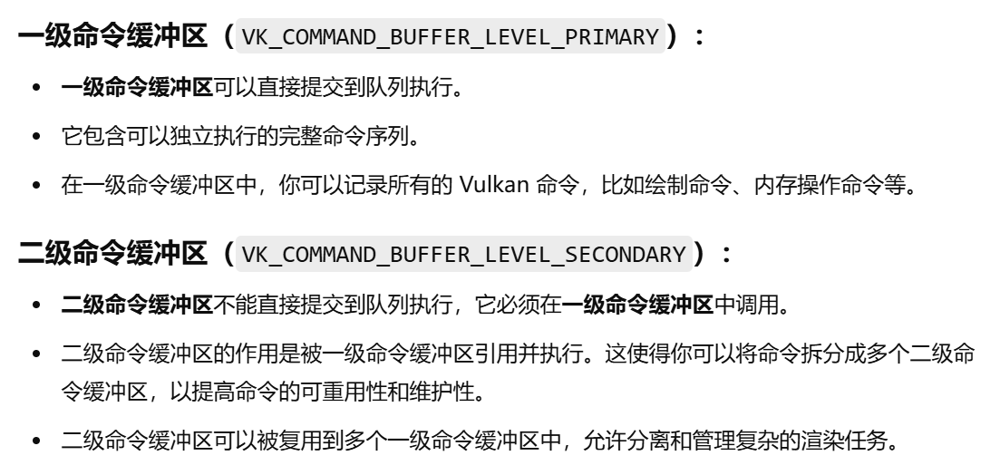 一级命令缓冲区（VK_COMMAND_BUFFER_LEVEL_PRIMARY）：
• 一级命令缓冲区可以直接提交到队列执行。
• 它包含可以独立执行的完整命令序列。
• 在一级命令缓冲区中，你可以记录所有的 Vulkan 命令，比如绘制命令、内存操作命令等。
二级命令缓冲区（VK_COMMAND_BUFFER_LEVEL_SECONDARY）：
• 二级命令缓冲区不能直接提交到队列执行，它必须在一级命令缓冲区中调用。
• 二级命令缓冲区的作用是被一级命令缓冲区引用并执行。这使得你可以将命令拆分成多个二级命
令缓冲区，以提高命令的可重用性和维护性。
• 二级命令缓冲区可以被复用到多个一级命令缓冲区中，允许分离和管理复杂的渲染任务。